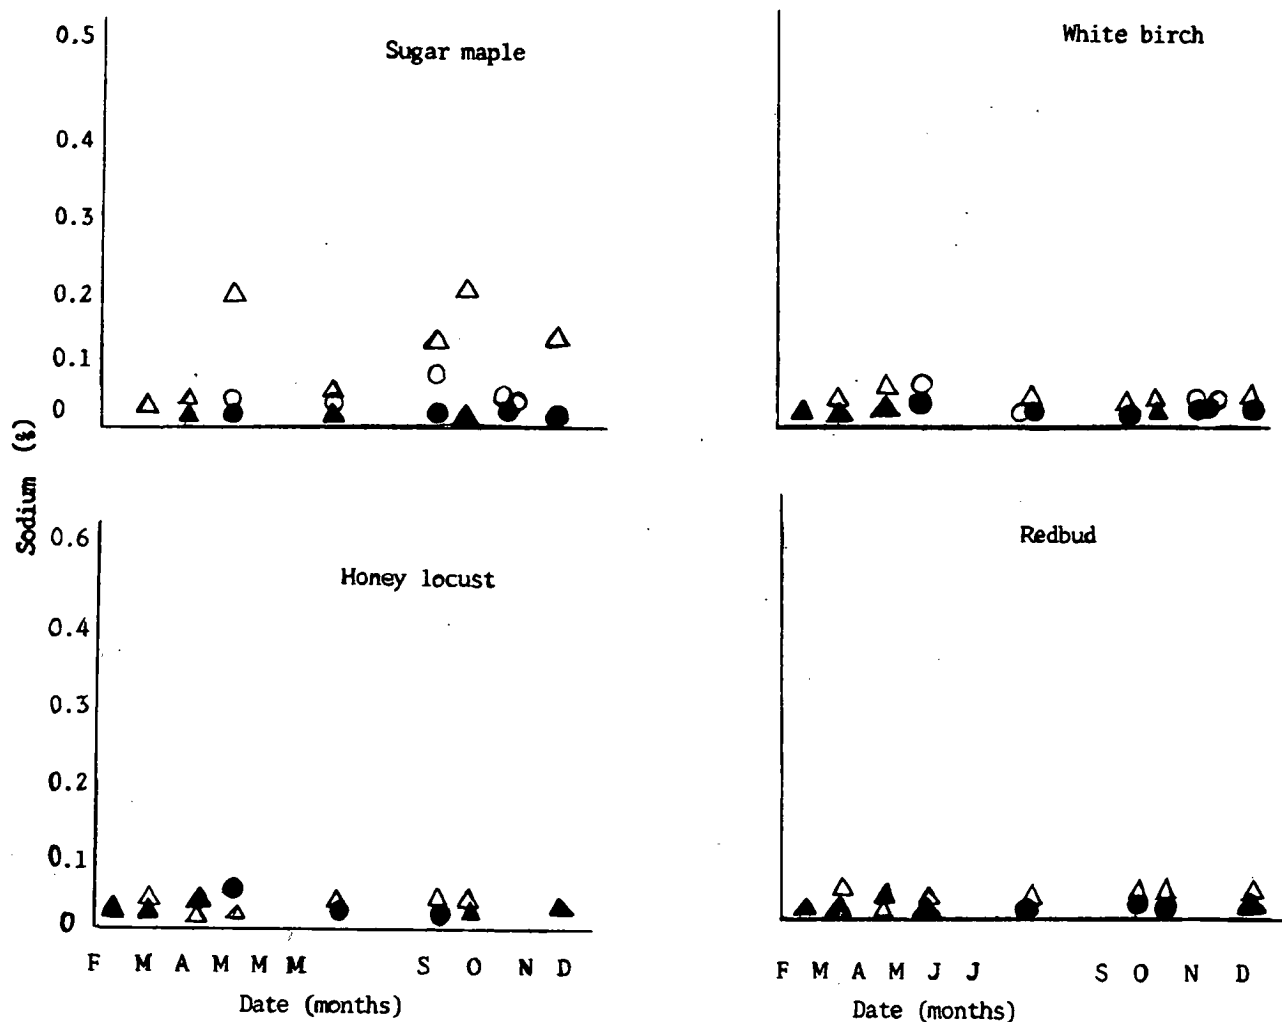 Sugar maple
White birch
0.5
0.4
0.3
0.2
0.1
0
Sodium (%)
Honey locust
Redbud
0.6
0.4
0.3
0.2
0.1
0
F M A M M M S O N D
Date (months)
F M A M J J S O N D
Date (months)